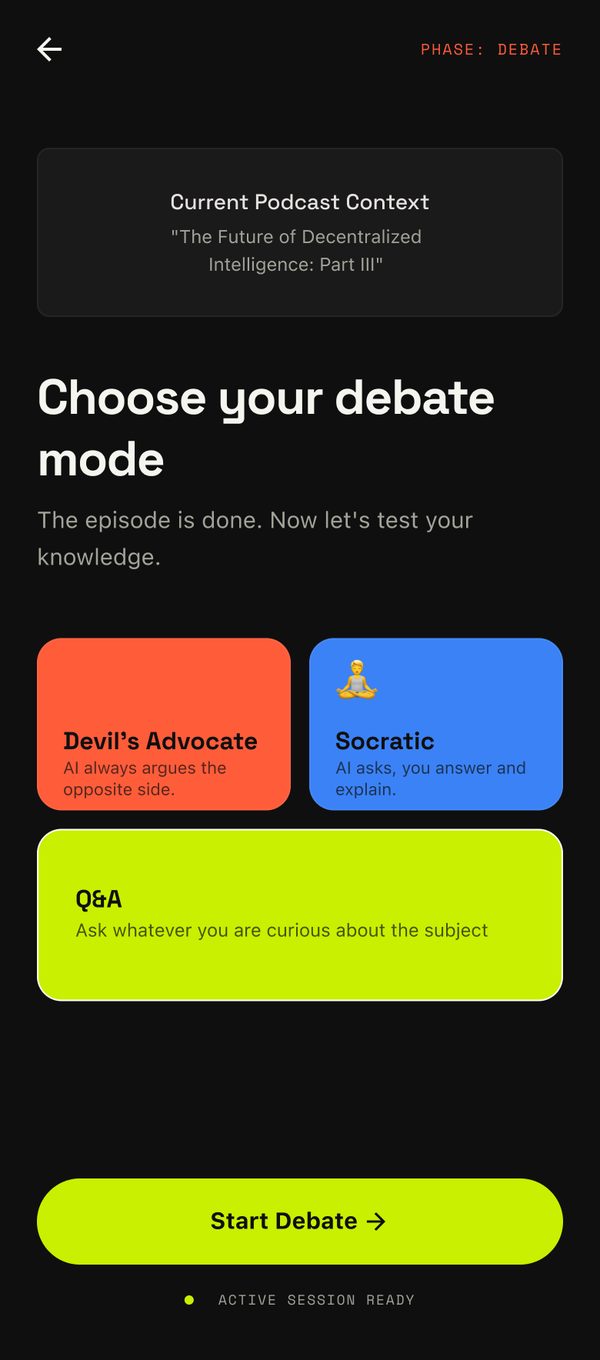 PHASE: DEBATE
Current Podcast Context
"The Future of Decentralized
Intelligence: Part III"
Choose your debate
mode
The episode is done. Now let's test your
knowledge.
Devil’s Advocate
AI always argues the
opposite side.
Socratic
AI asks, you answer and
explain.
Q&A
Ask whatever you are curious about the subject
Start Debate →
ACTIVE SESSION READY